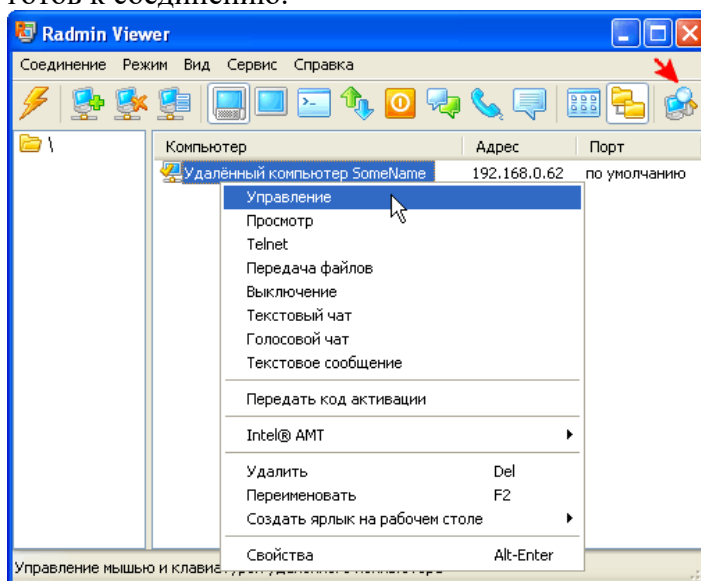 готов к соединению.
Radmin Viewer
Соединение Режим Вид Сервис Справка
\
Компьютер Адрес Порт
Удалённый компьютер SomeName 192.168.0.62 по умолчанию
Управление
Просмотр
Telnet
Передача файлов
Выключение
Текстовый чат
Голосовой чат
Текстовое сообщение
Передать код активации
Intel® AMT
Удалить Del
Переименовать F2
Создать ярлык на рабочем столе
Свойства Alt-Enter
Управление мышью и